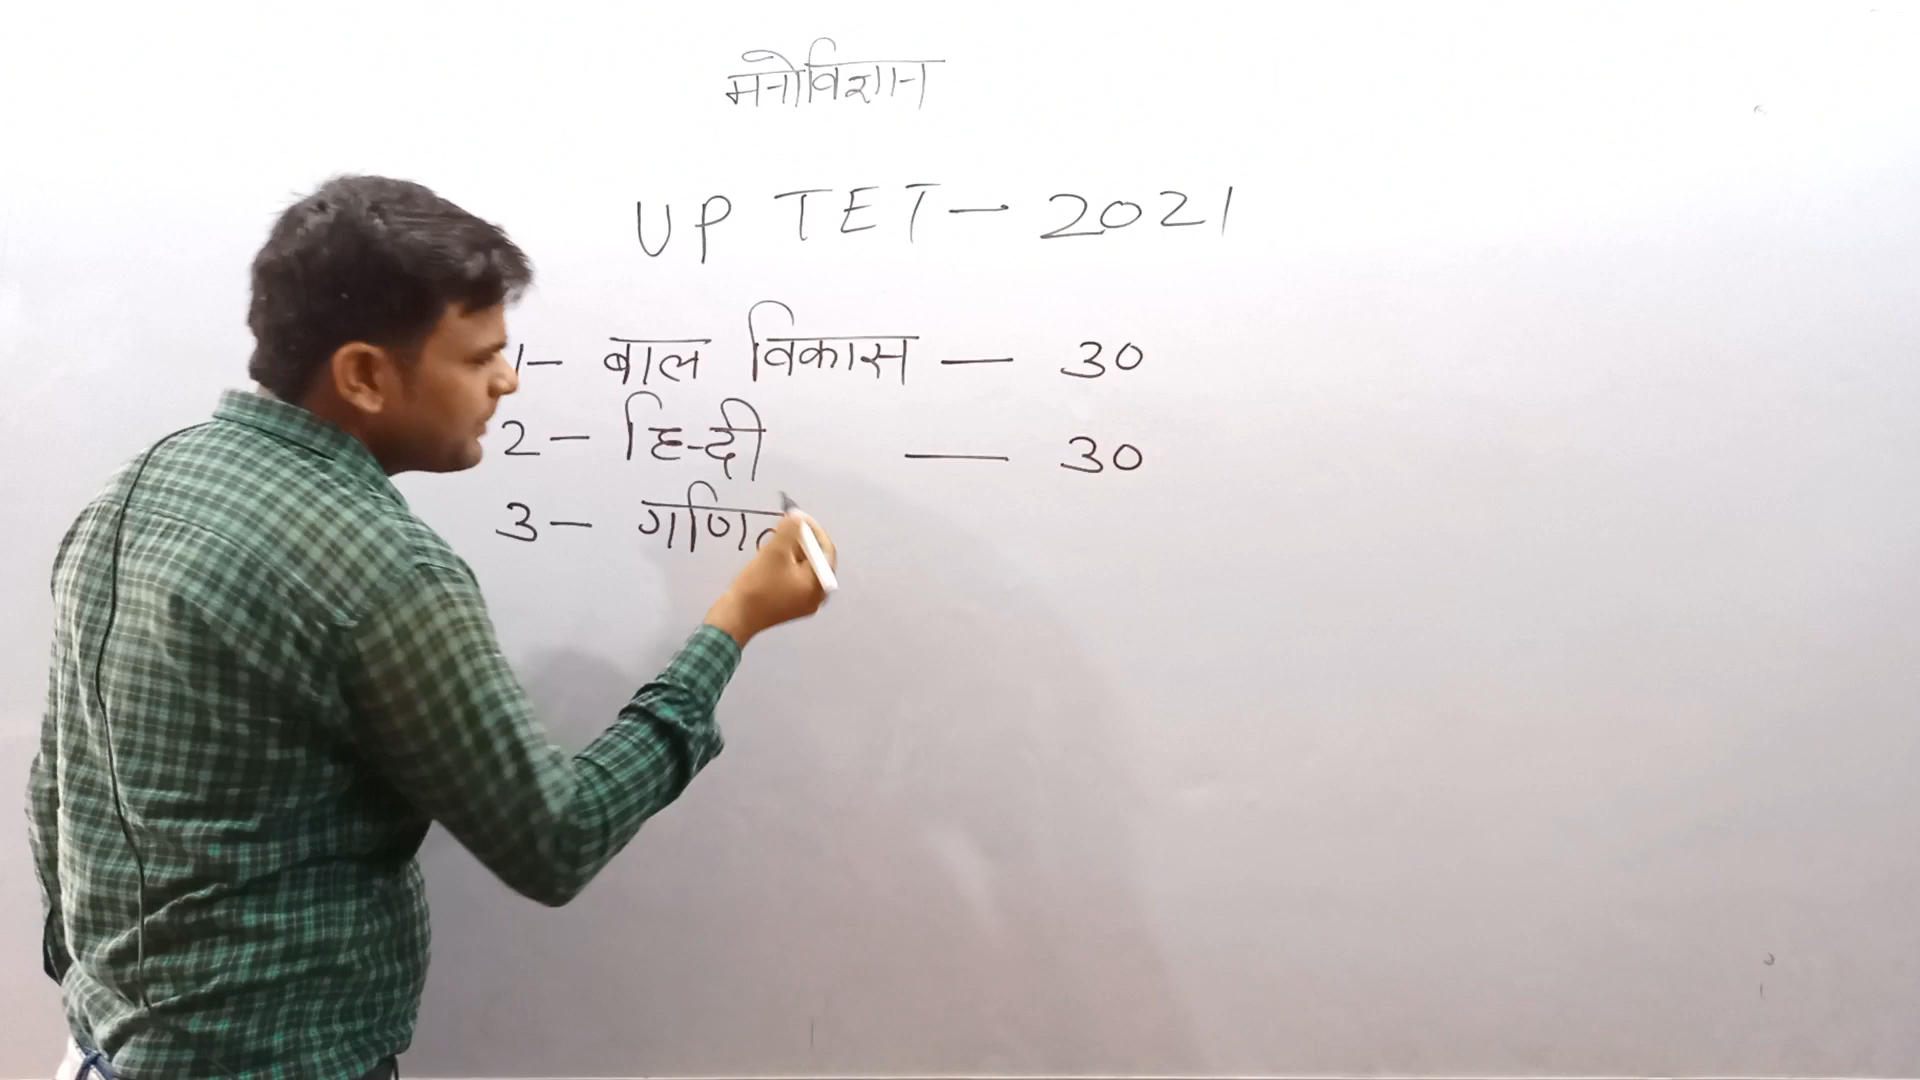 मनोविज्ञान
UP TET - 2021
1- बाल विकास — 30
2- हिन्दी — 30
3- गणित